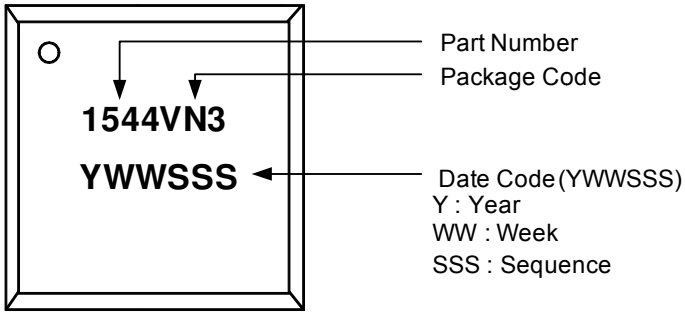 Part Number
Package Code
1544VN3
YWWSSS
Date Code (YWWSSS)
Y : Year
WW : Week
SSS : Sequence